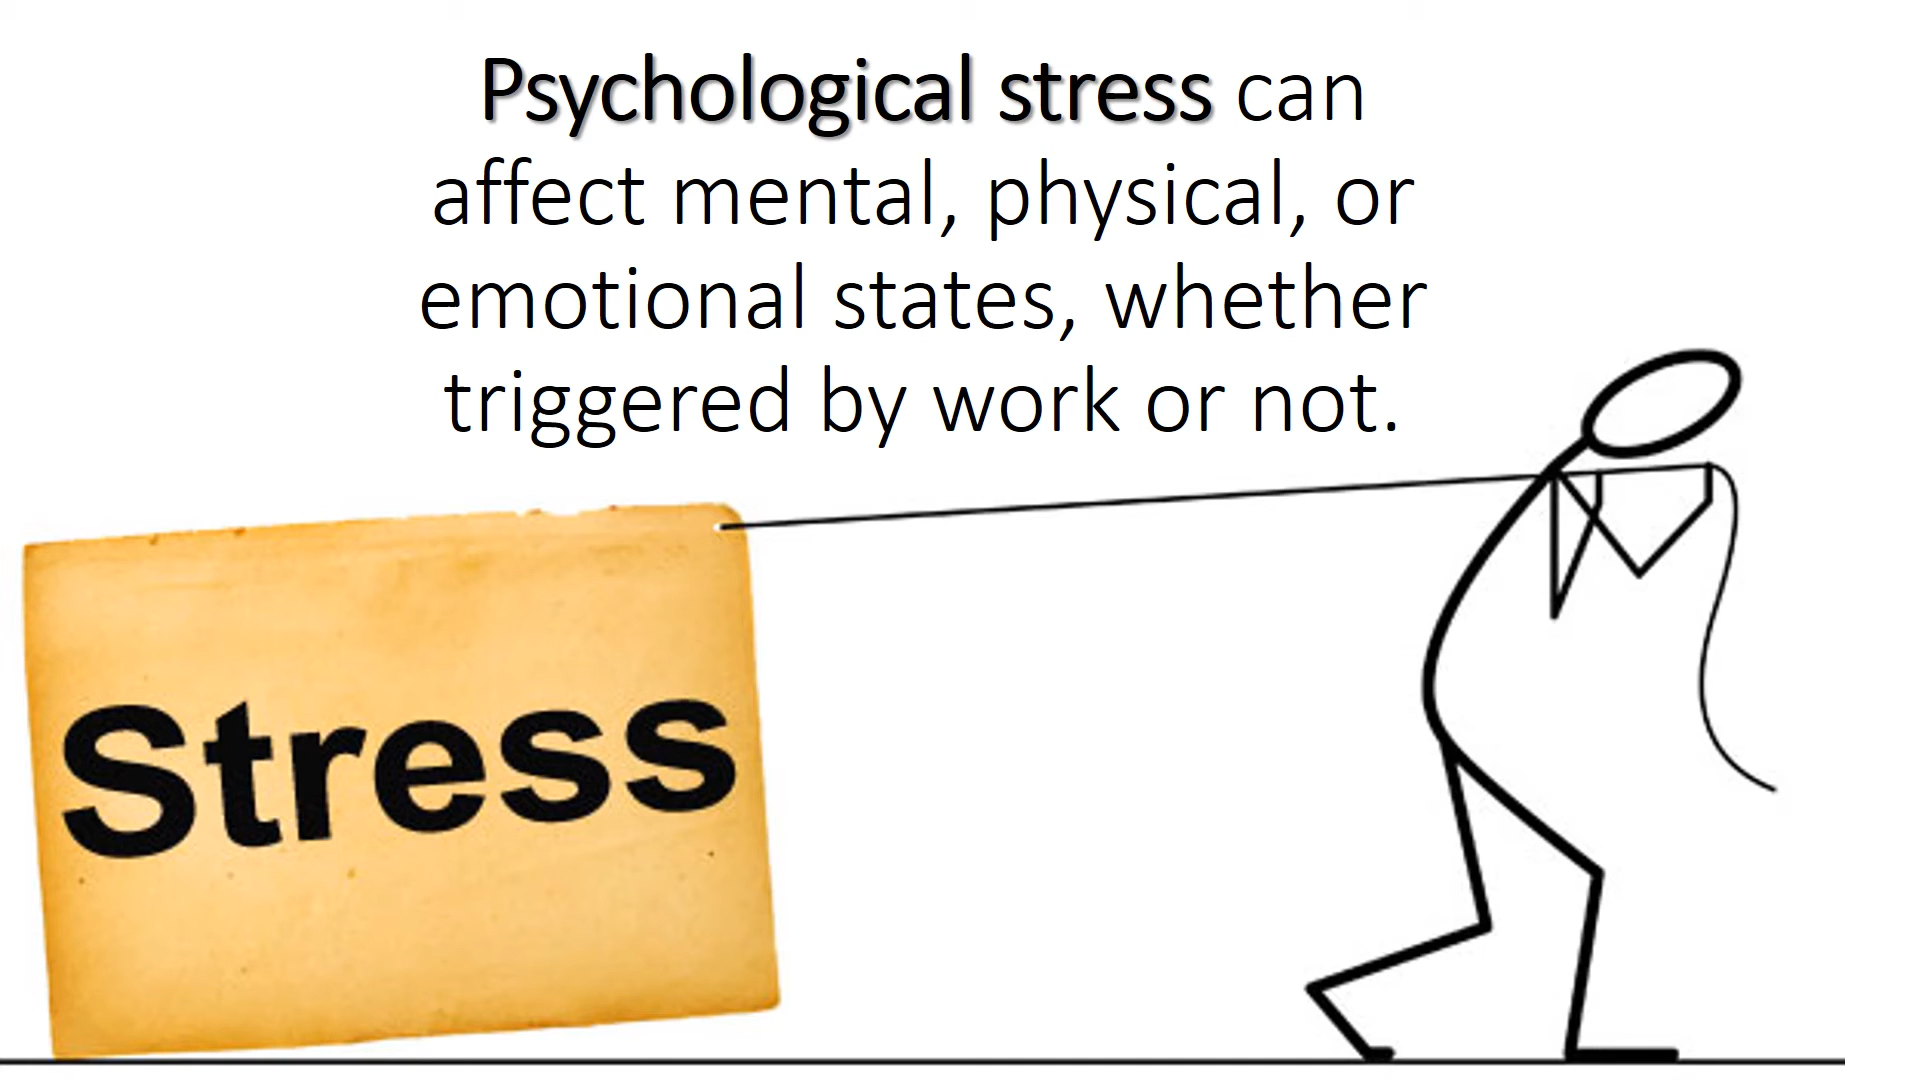 Psychological stress can
affect mental, physical, or
emotional states, whether
triggered by work or not.
Stress